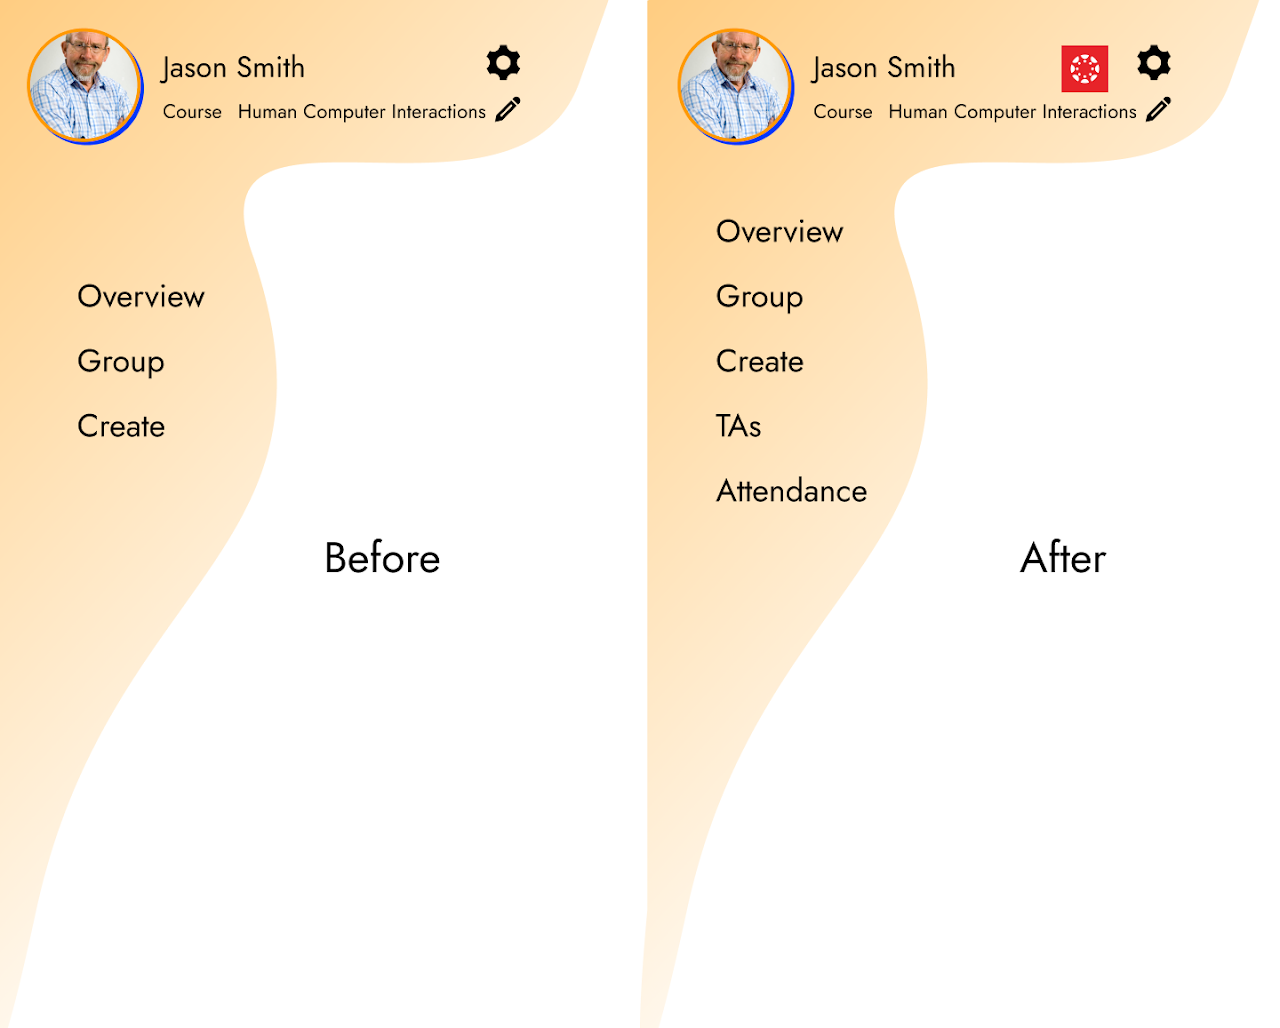 Jason Smith
Course Human Computer Interactions
Overview
Group
Create
Before
Jason Smith
Course Human Computer Interactions
Overview
Group
Create
TAs
Attendance
After